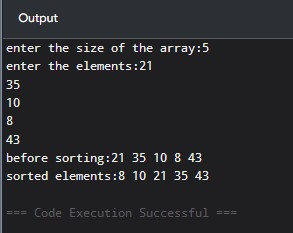 Output
enter the size of the array:5
enter the elements:21
35
10
8
43
before sorting:21 35 10 8 43
sorted elements:8 10 21 35 43
=== Code Execution Successful ===